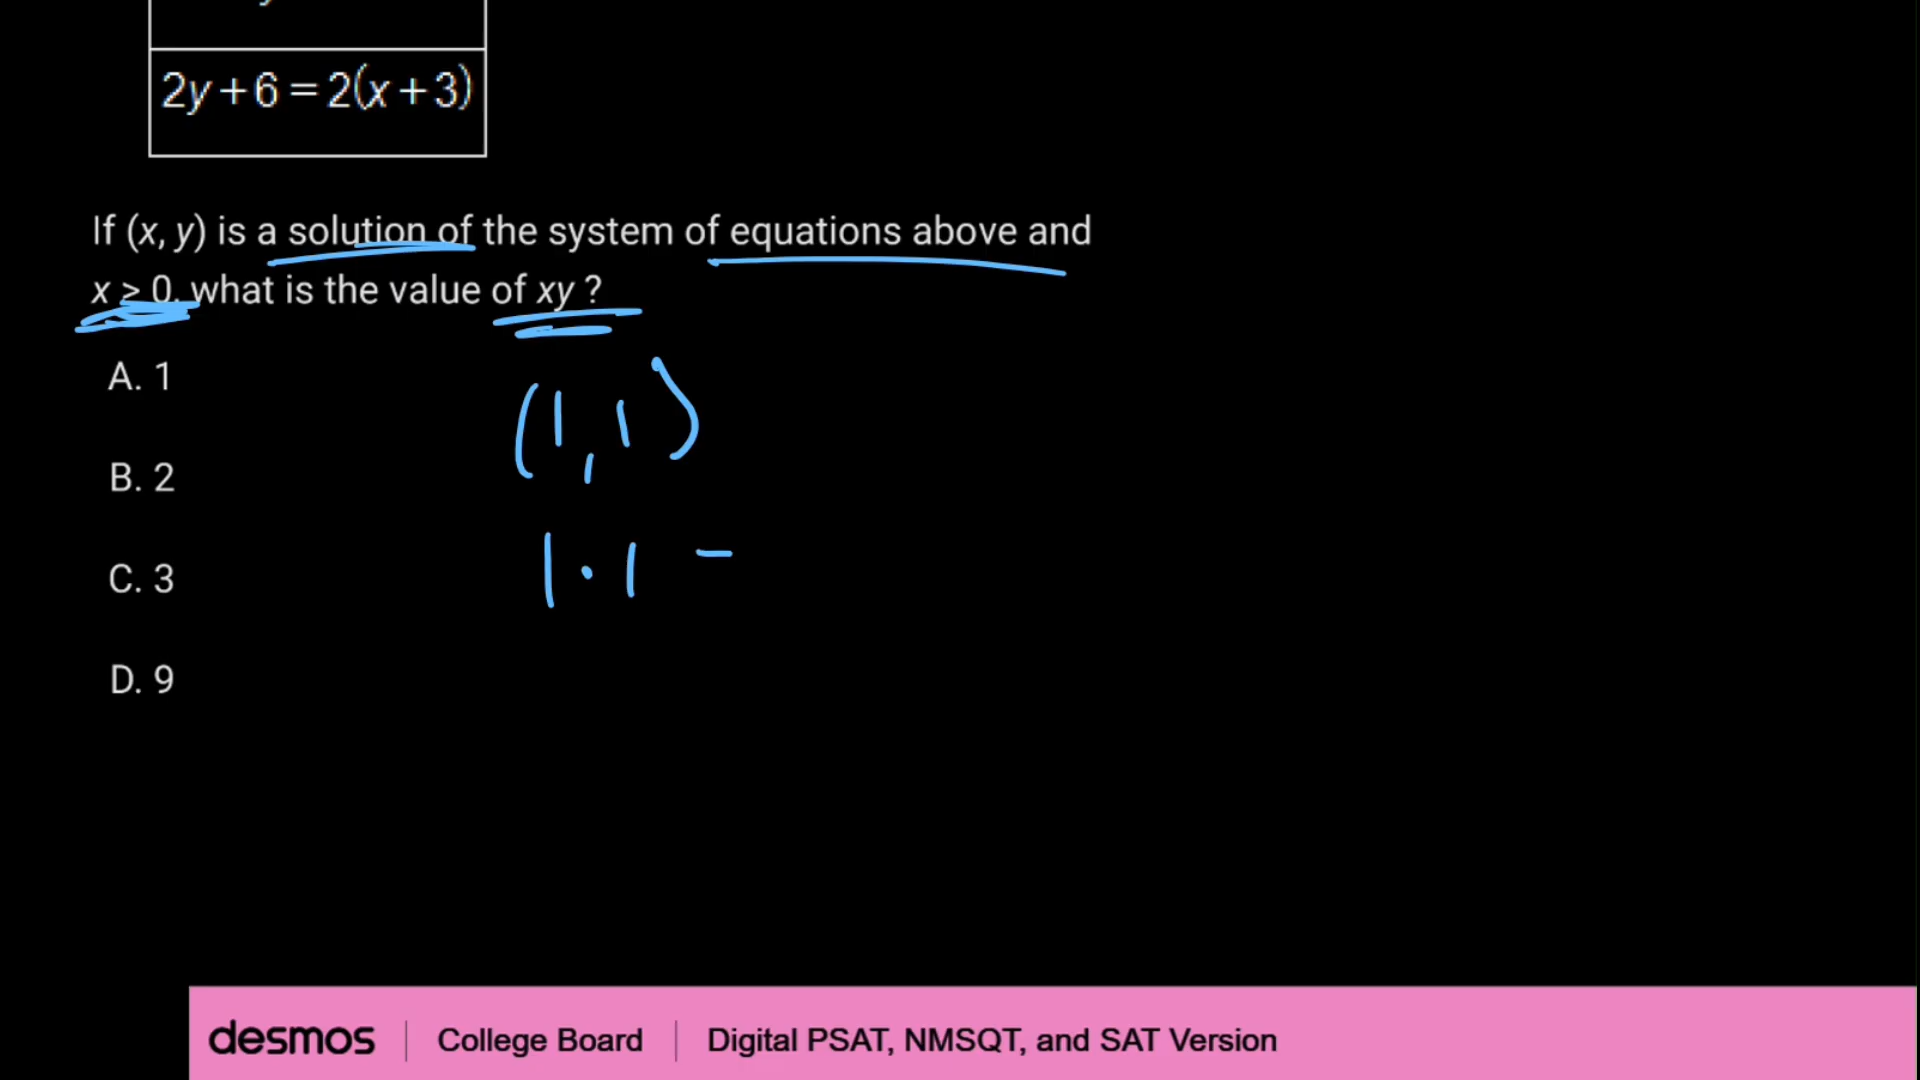 2y+6=2(x+3)
If (x, y) is a solution of the system of equations above and
x > 0, what is the value of xy ?
A. 1
(1, 1)
B. 2
1 · 1 -
C. 3
D. 9
desmos | College Board | Digital PSAT, NMSQT, and SAT Version